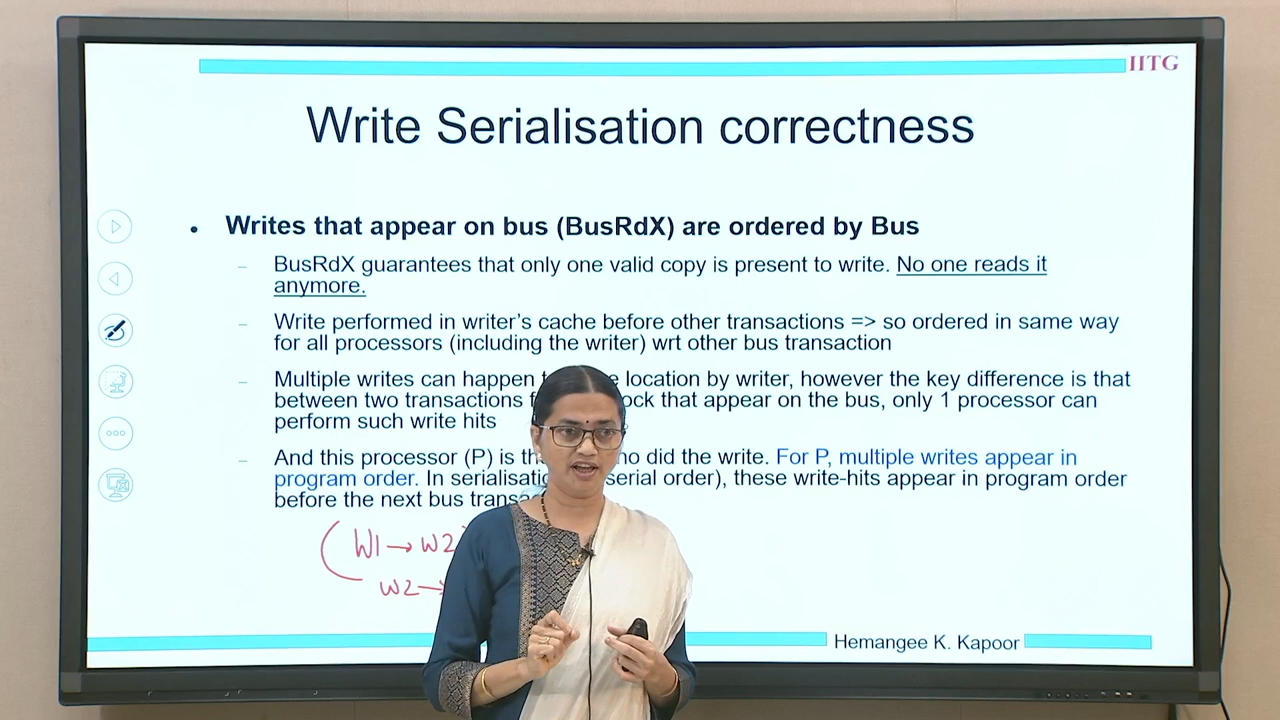 IITG
Write Serialisation correctness
• Writes that appear on bus (BusRdX) are ordered by Bus
– BusRdX guarantees that only one valid copy is present to write. No one reads it
anymore.
– Write performed in writer's cache before other transactions => so ordered in same way
for all processors (including the writer) wrt other bus transaction
– Multiple writes can happen location by writer, however the key difference is that
between two transactions that appear on the bus, only 1 processor can
perform such write hits
– And this processor (P) is did the write. For P, multiple writes appear in
program order. In serial order), these write-hits appear in program order
before the next bus
(W1 → W2
W2 →
Hemangee K. Kapoor